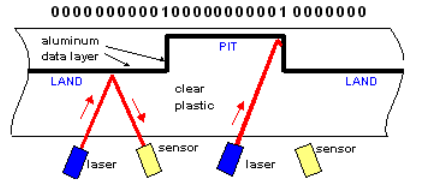 0000000000100000000001 0000000
aluminum
data layer
PIT
LAND
LAND
clear
plastic
laser
sensor
laser
sensor